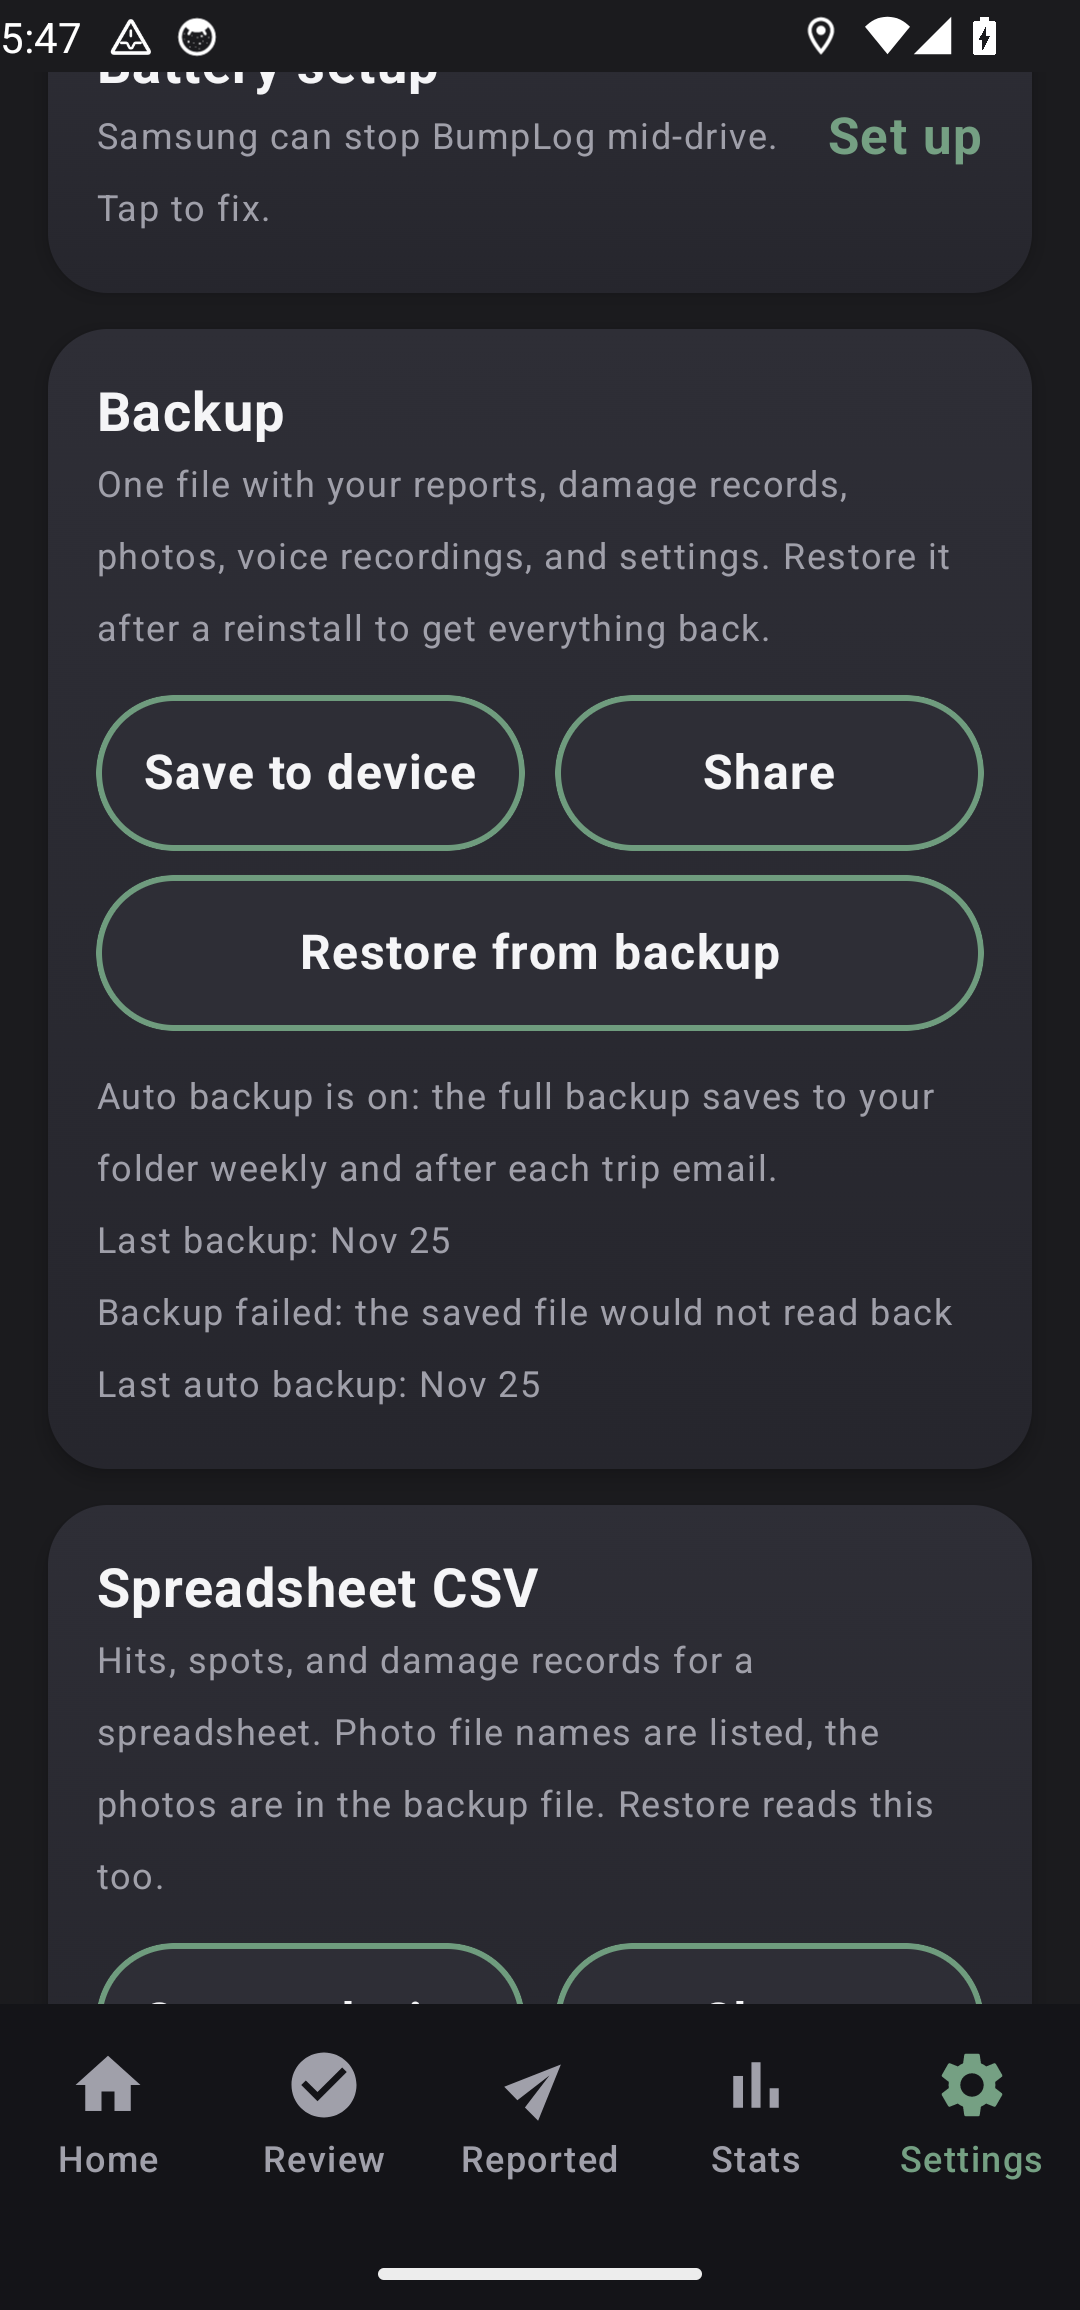 5:47
Battery setup
Samsung can stop BumpLog mid-drive.
Tap to fix.
Set up
Backup
One file with your reports, damage records,
photos, voice recordings, and settings. Restore it
after a reinstall to get everything back.
Save to device
Share
Restore from backup
Auto backup is on: the full backup saves to your
folder weekly and after each trip email.
Last backup: Nov 25
Backup failed: the saved file would not read back
Last auto backup: Nov 25
Spreadsheet CSV
Hits, spots, and damage records for a
spreadsheet. Photo file names are listed, the
photos are in the backup file. Restore reads this
too.
Home
Review
Reported
Stats
Settings